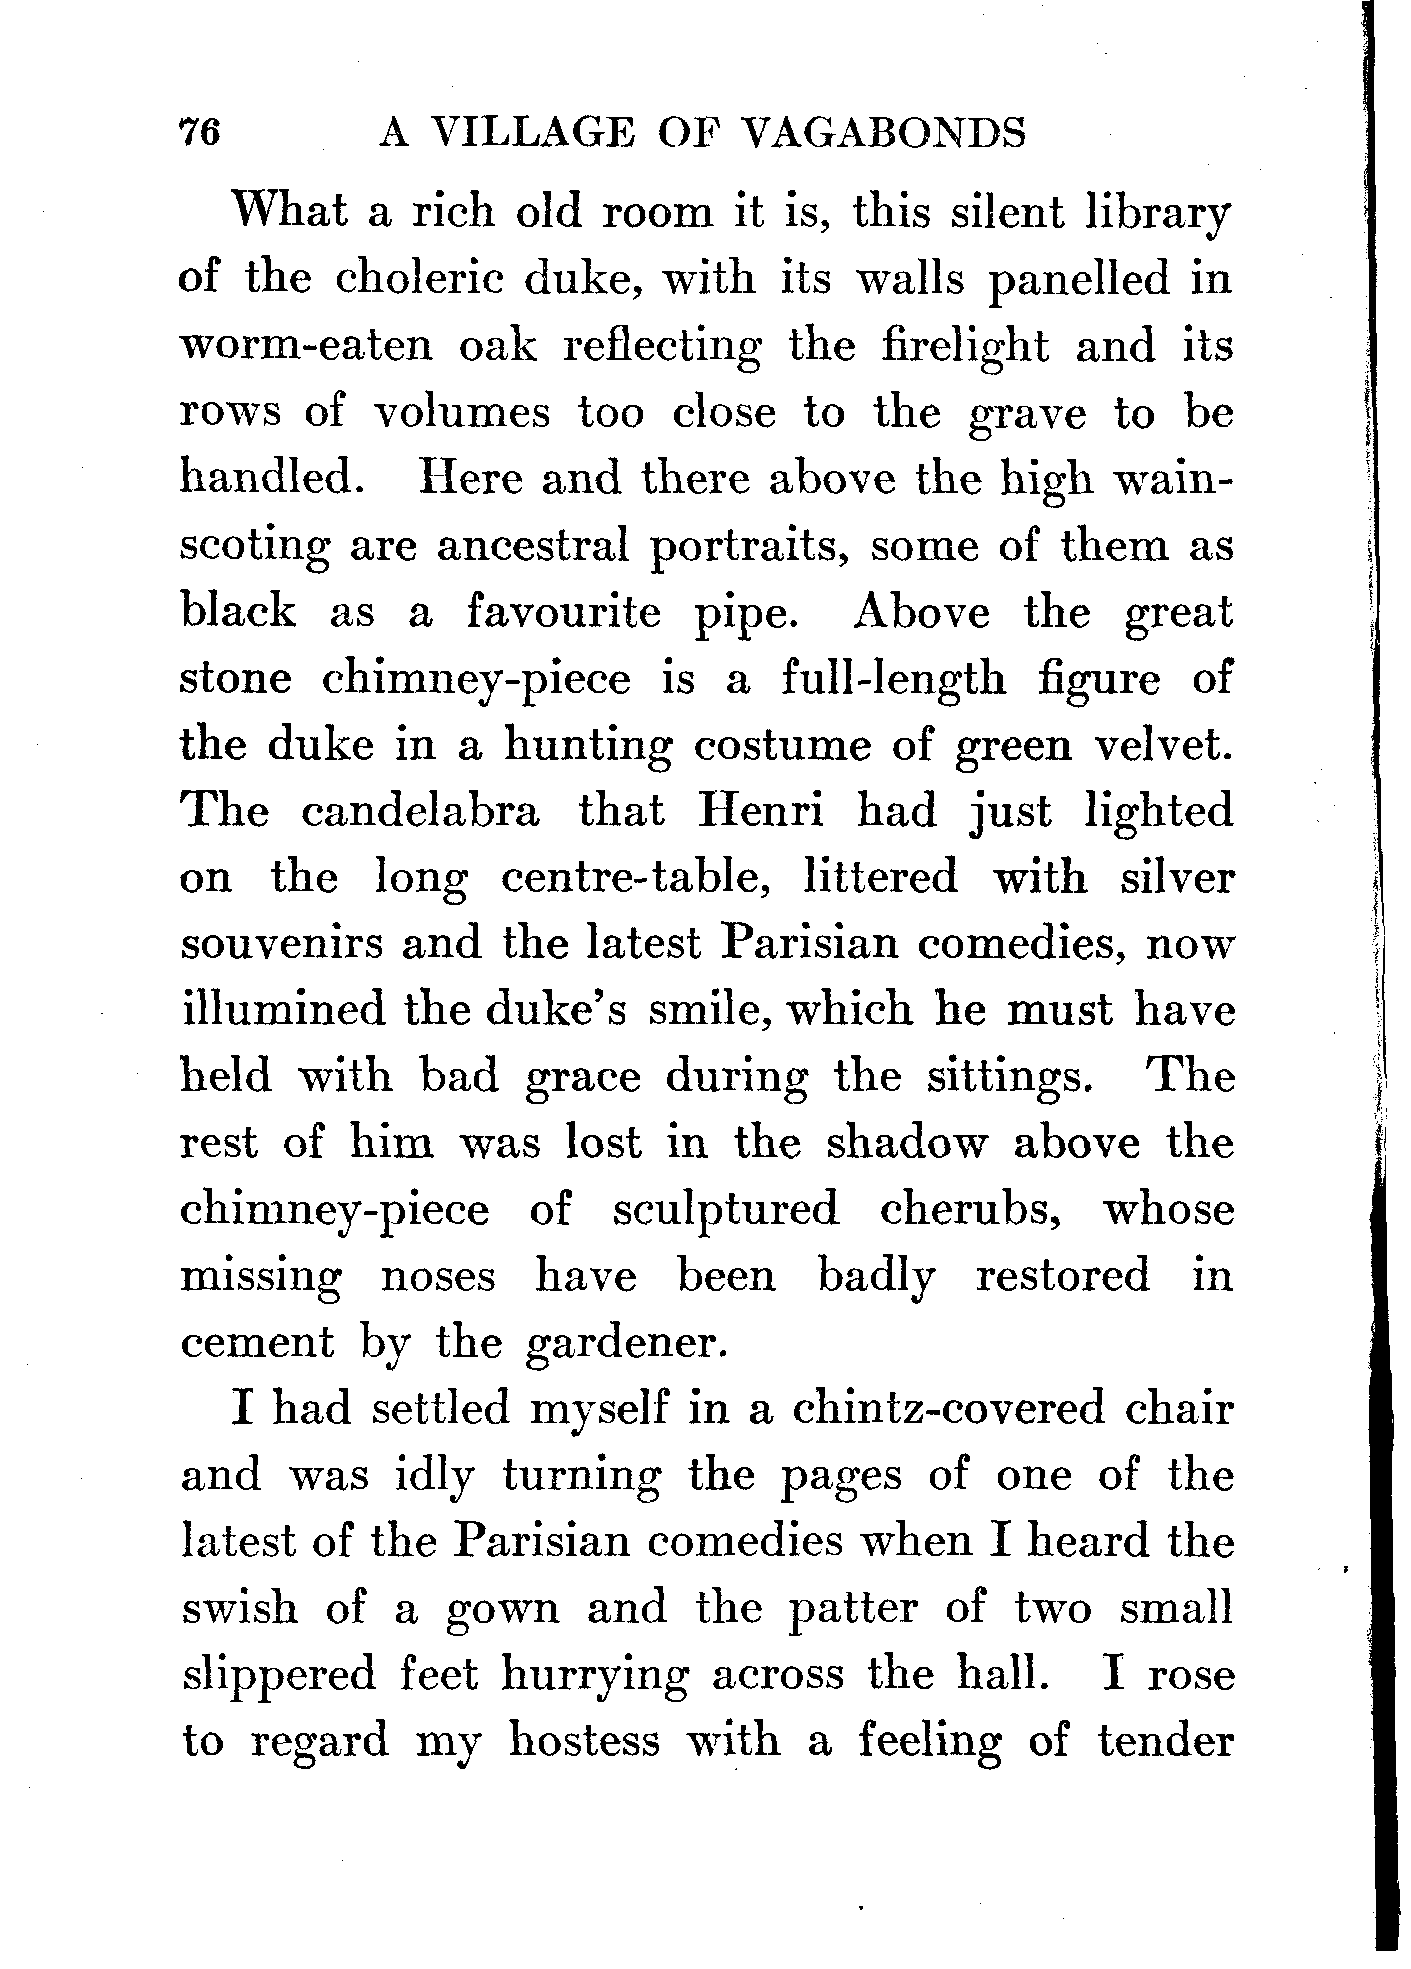 76 A VILLAGE OF VAGABONDS
What a rich old room it is, this silent library
of the choleric duke, with its walls panelled in
worm-eaten oak reflecting the firelight and its
rows of volumes too close to the grave to be
handled. Here and there above the high wain-
scoting are ancestral portraits, some of them as
black as a favourite pipe. Above the great
stone chimney-piece is a full-length figure of
the duke in a hunting costume of green velvet.
The candelabra that Henri had just lighted
on the long centre-table, littered with silver
souvenirs and the latest Parisian comedies, now
illumined the duke's smile, which he must have
held with bad grace during the sittings. The
rest of him was lost in the shadow above the
chimney-piece of sculptured cherubs, whose
missing noses have been badly restored in
cement by the gardener.
I had settled myself in a chintz-covered chair
and was idly turning the pages of one of the
latest of the Parisian comedies when I heard the
swish of a gown and the patter of two small
slippered feet hurrying across the hall. I rose
to regard my hostess with a feeling of tender